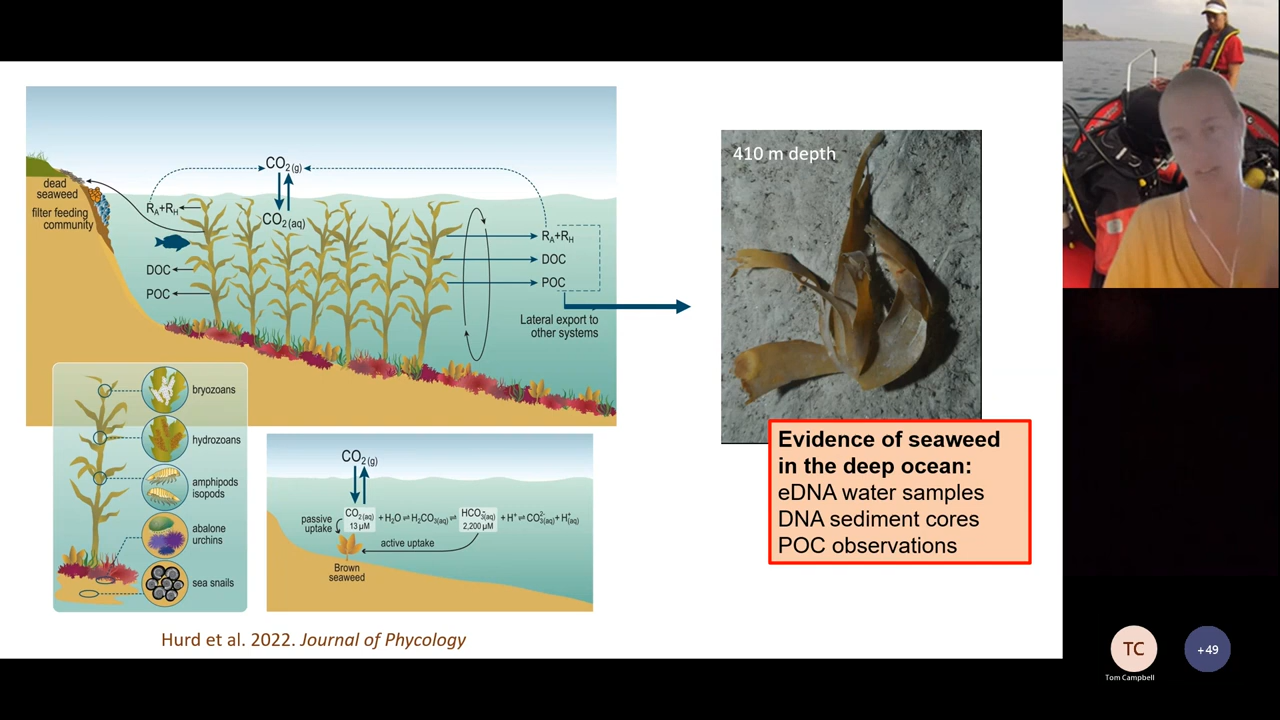 CO2(g)
dead
seaweed
filter feeding
community
RA+RH
CO2(aq)
DOC
POC
RA+RH
DOC
POC
Lateral export to
other systems
bryozoans
hydrozoans
amphipods
isopods
abalone
urchins
sea snails
CO2(g)
passive
uptake
CO2(aq) + H2O ⇌ H2CO3(aq) ⇌ HCO3-(aq) + H+ ⇌ CO3(aq)2- + H+(aq)
13 µM
2,200 µM
active uptake
Brown
seaweed
Hurd et al. 2022. Journal of Phycology
410 m depth
Evidence of seaweed
in the deep ocean:
eDNA water samples
DNA sediment cores
POC observations
TC
+49
Tom Campbell